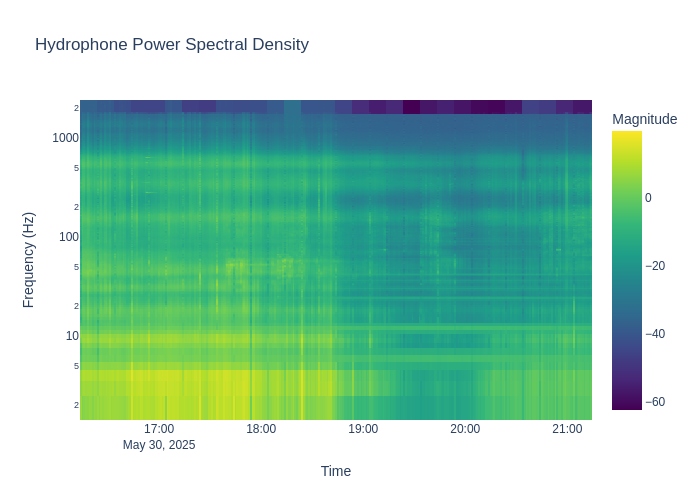 Hydrophone Power Spectral Density
Magnitude
0
−20
−40
−60
Frequency (Hz)
2
1000
5
2
100
5
2
10
5
2
17:00 18:00 19:00 20:00 21:00
May 30, 2025
Time